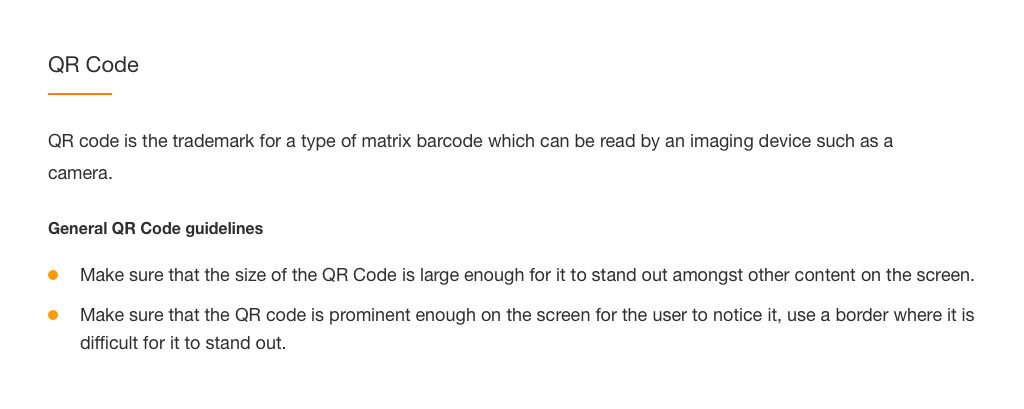 QR Code
QR code is the trademark for a type of matrix barcode which can be read by an imaging device such as a
camera.
General QR Code guidelines
Make sure that the size of the QR Code is large enough for it to stand out amongst other content on the screen.
Make sure that the QR code is prominent enough on the screen for the user to notice it, use a border where it is
difficult for it to stand out.